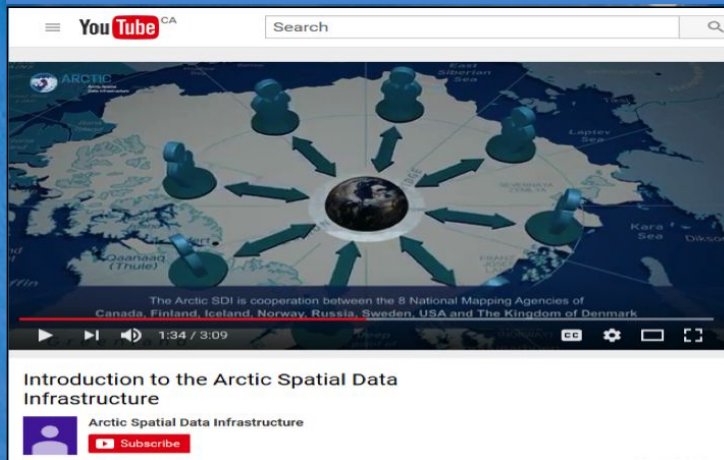 YouTube CA
Search
ARCTIC
East
Siberian
Sea
Laptev
Sea
Kara
Sea
Dikson
Qaanaaq
(Thule)
The Arctic SDI is cooperation between the 8 National Mapping Agencies of
Canada, Finland, Iceland, Norway, Russia, Sweden, USA and The Kingdom of Denmark
1:34 / 3:09
CC
Introduction to the Arctic Spatial Data
Infrastructure
Arctic Spatial Data Infrastructure
Subscribe